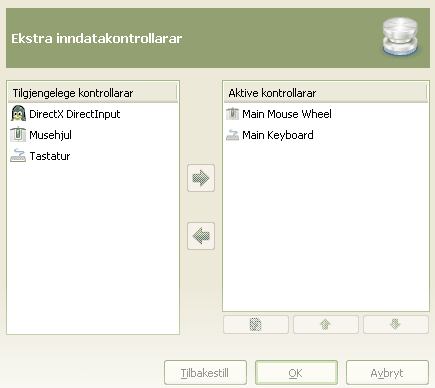 Ekstra inndatakontrollarar
Tilgjengelege kontrollarar
DirectX DirectInput
Musehjul
Tastatur
Aktive kontrollarar
Main Mouse Wheel
Main Keyboard
Tilbakestill
OK
Avbryt